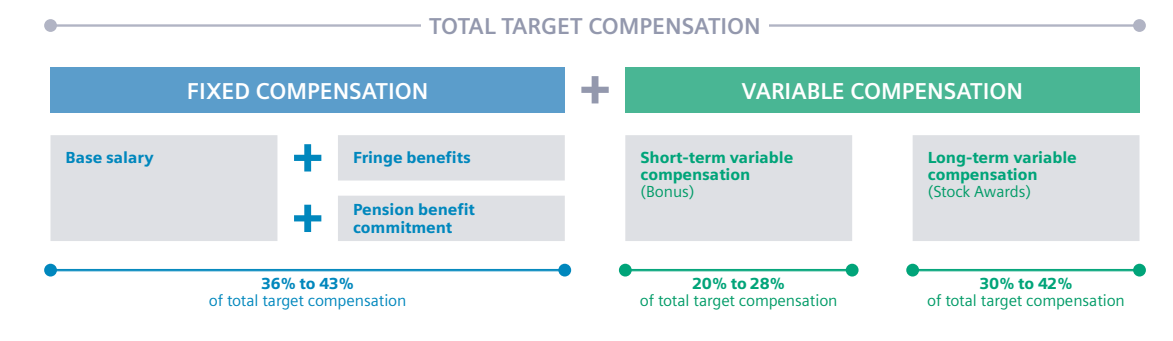 TOTAL TARGET COMPENSATION
FIXED COMPENSATION
+
VARIABLE COMPENSATION
Base salary
+
Fringe benefits
+
Pension benefit
commitment
Short-term variable
compensation
(Bonus)
Long-term variable
compensation
(Stock Awards)
36% to 43%
of total target compensation
20% to 28%
of total target compensation
30% to 42%
of total target compensation